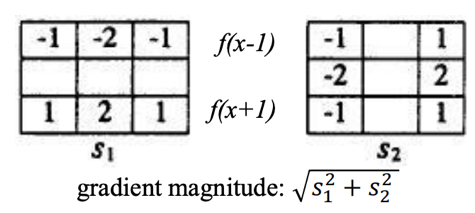 -1 -2 -1 f(x-1) -1 1
-2 2
1 2 1 f(x+1) -1 1
S1 S2
gradient magnitude: √s₁² + s₂²